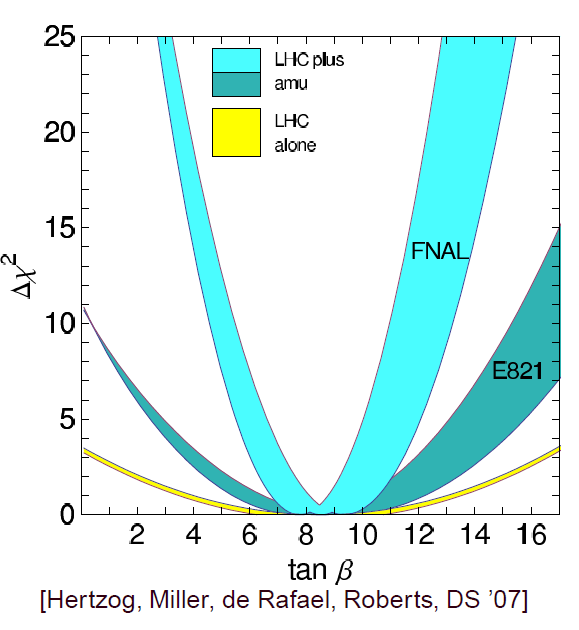 25
20
15
10
5
0
Δχ²
LHC plus
amu
LHC
alone
FNAL
E821
2 4 6 8 10 12 14 16
tan β
[Hertzog, Miller, de Rafael, Roberts, DS ’07]